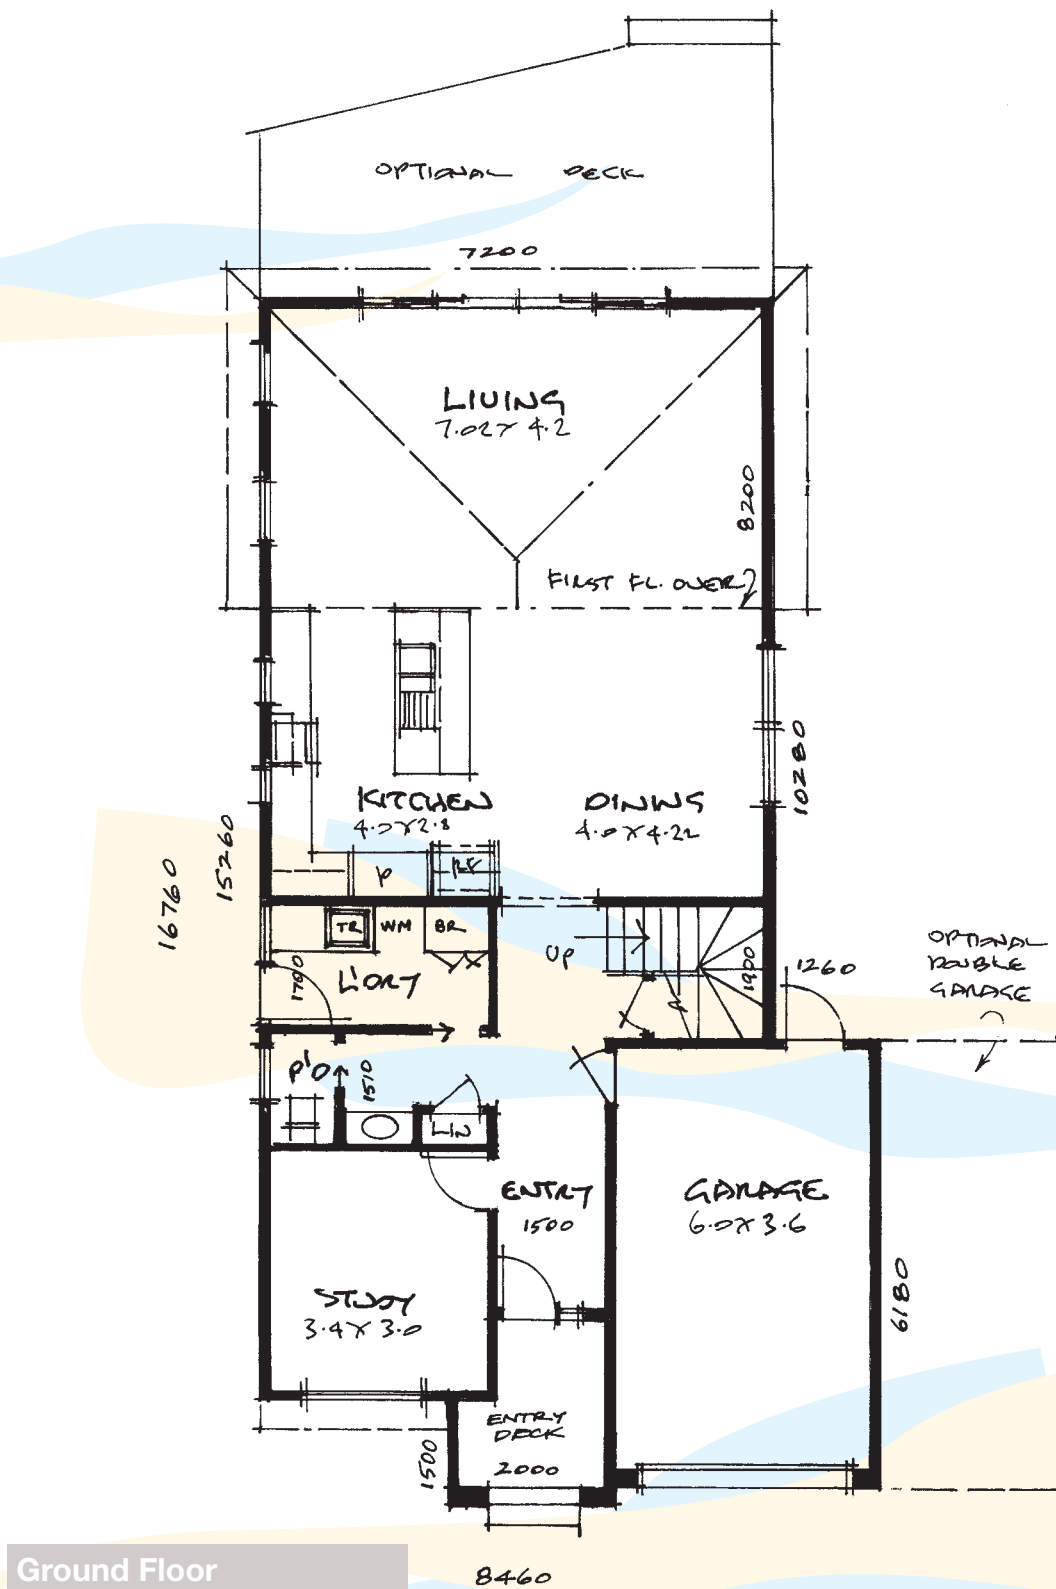 OPTIONAL DECK
7200
LIVING
7.02 X 4.2
8200
FIRST FL. OVER
10280
KITCHEN
4.0 X 2.8
DINING
4.0 X 4.22
15260
16760
P
RF
TR
WM
BR
UP
1900
1260
OPTIONAL
DOUBLE
GARAGE
1700
L'DRY
P'D
1510
LIN
ENTRY
1500
GARAGE
6.0 X 3.6
STUDY
3.4 X 3.0
6180
ENTRY
DECK
1500
2000
Ground Floor
8460